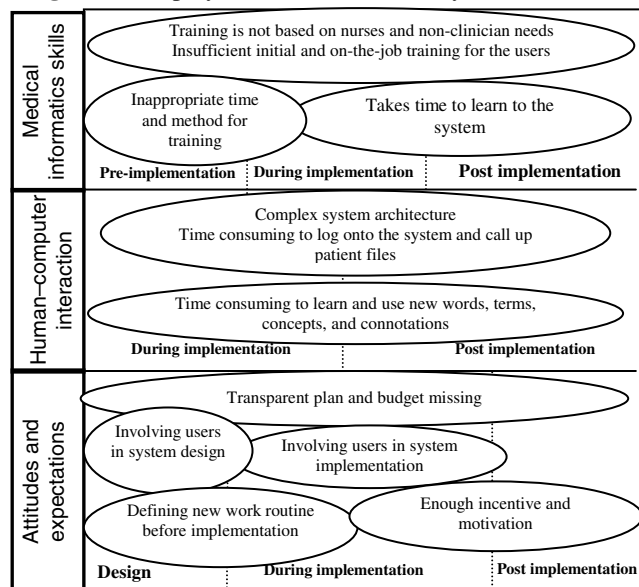 Medical
informatics skills
Training is not based on nurses and non-clinician needs
Insufficient initial and on-the-job training for the users
Inappropriate time
and method for
training
Takes time to learn to the
system
Pre-implementation
During implementation
Post implementation
Human–computer
interaction
Complex system architecture
Time consuming to log onto the system and call up
patient files
Time consuming to learn and use new words, terms,
concepts, and connotations
During implementation
Post implementation
Attitudes and
expectations
Transparent plan and budget missing
Involving users
in system design
Involving users in system
implementation
Defining new work routine
before implementation
Enough incentive and
motivation
Design
During implementation
Post implementation